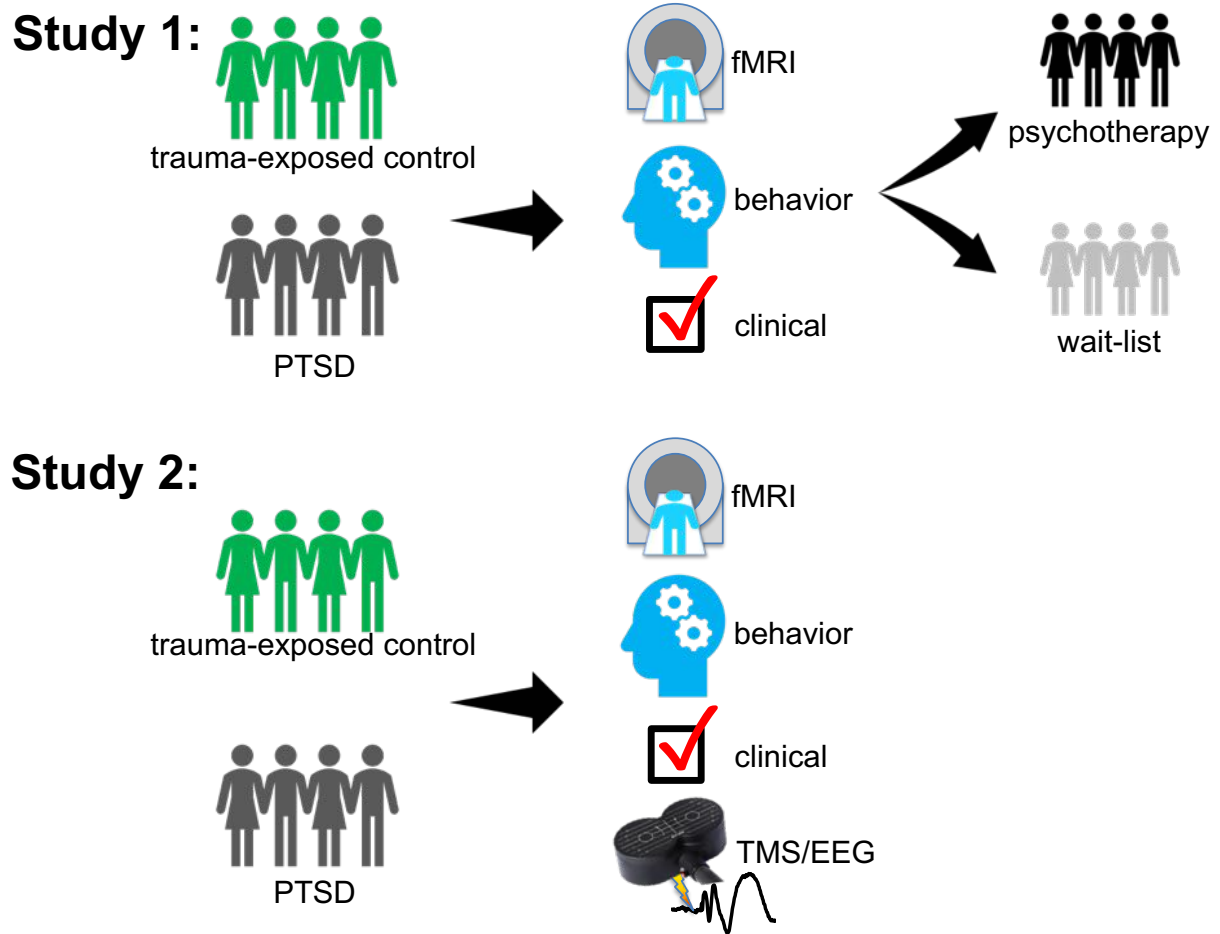 Study 1:
trauma-exposed control
PTSD
fMRI
behavior
clinical
psychotherapy
wait-list
Study 2:
trauma-exposed control
PTSD
fMRI
behavior
clinical
TMS/EEG